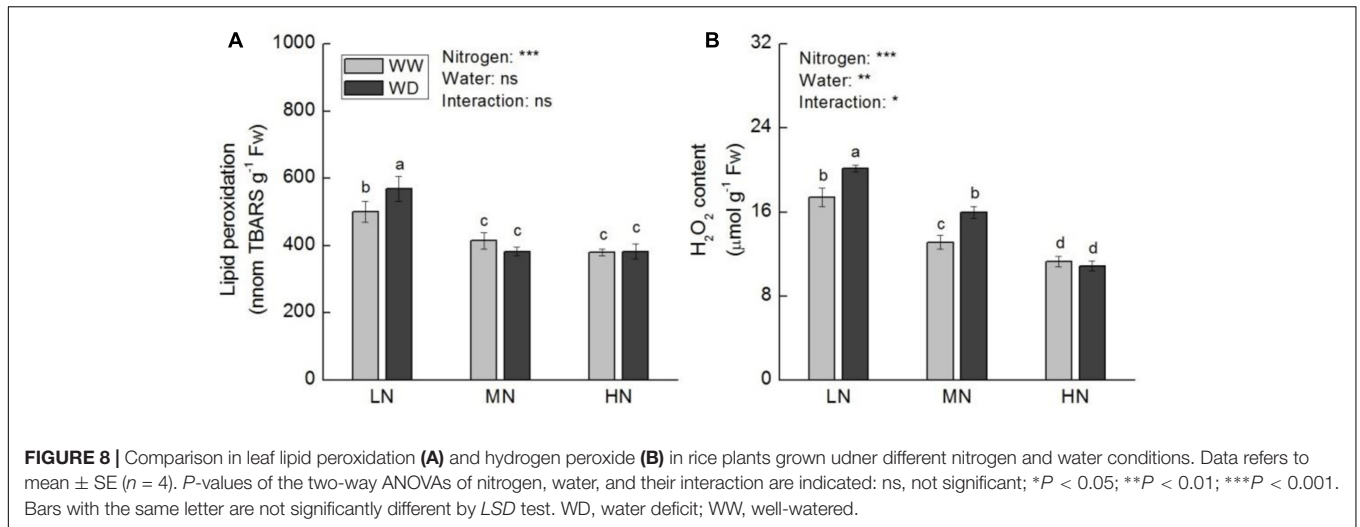 A
1000
800
600
400
200
0
Lipid peroxidation
(nnom TBARS g⁻¹ Fw)
WW
WD
Nitrogen: ***
Water: ns
Interaction: ns
b a c c c c
LN MN HN
B
32
24
16
8
0
H₂O₂ content
(μmol g⁻¹ Fw)
Nitrogen: ***
Water: **
Interaction: *
b a c b d d
LN MN HN
FIGURE 8 | Comparison in leaf lipid peroxidation (A) and hydrogen peroxide (B) in rice plants grown udner different nitrogen and water conditions. Data refers to
mean ± SE (n = 4). P-values of the two-way ANOVAs of nitrogen, water, and their interaction are indicated: ns, not significant; *P < 0.05; **P < 0.01; ***P < 0.001.
Bars with the same letter are not significantly different by LSD test. WD, water deficit; WW, well-watered.